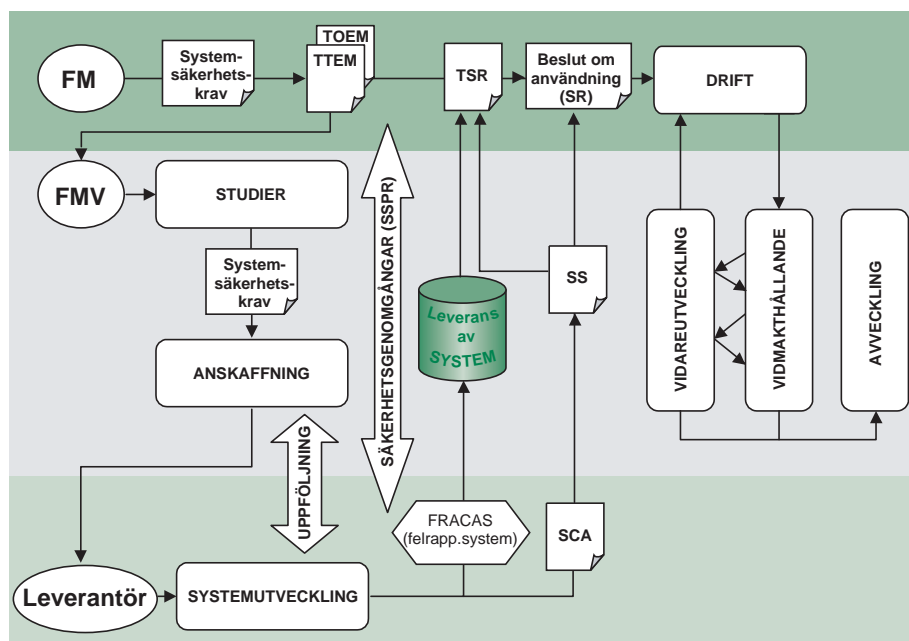 FM
System-
säkerhets-
krav
TOEM
TTEM
TSR
Beslut om
användning
(SR)
DRIFT
FMV
STUDIER
System-
säkerhets-
krav
ANSKAFFNING
SÄKERHETSGENOMGÅNGAR (SSPR)
UPPFÖLJNING
Leverans
av
SYSTEM
SS
VIDAREUTVECKLING
VIDMAKTHÅLLANDE
AVVECKLING
FRACAS
(felrapp.system)
SCA
Leverantör
SYSTEMUTVECKLING